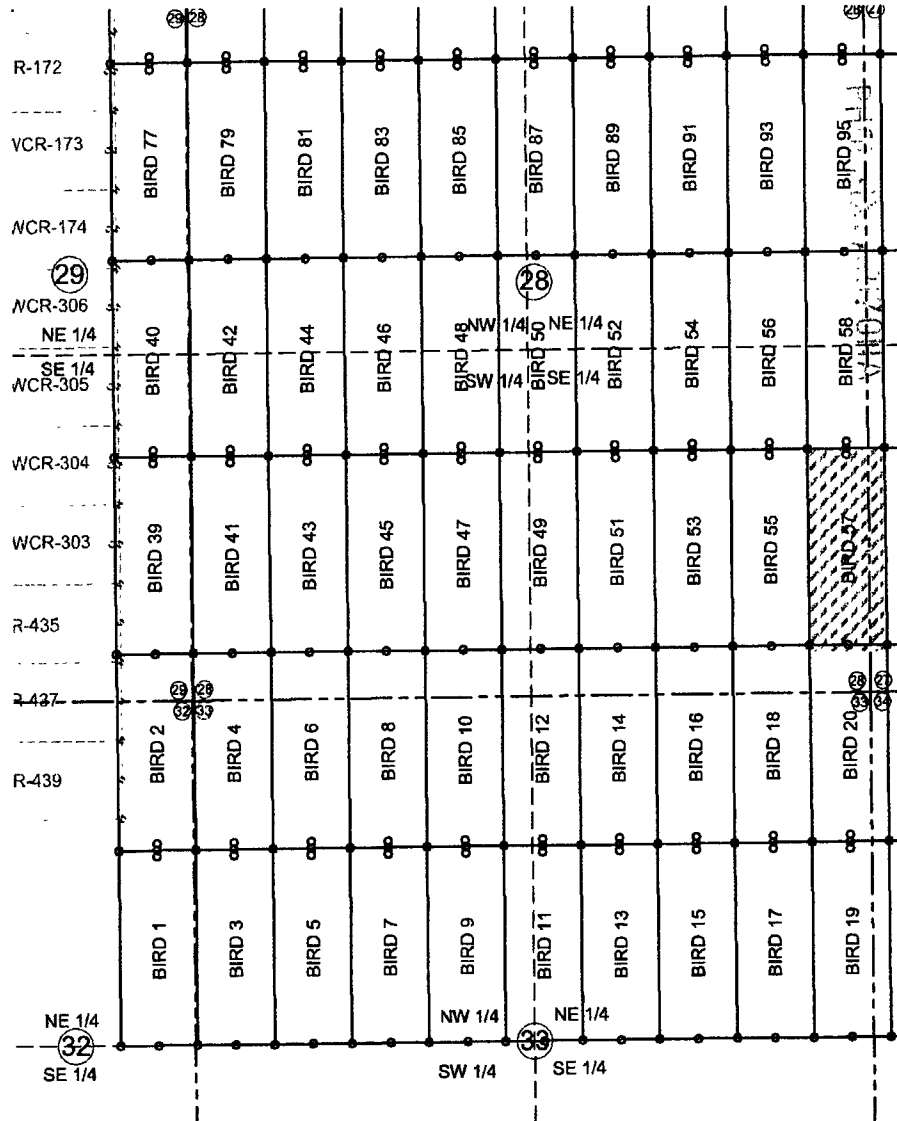 29 28
28 27
R-172
BIRD 77 BIRD 79 BIRD 81 BIRD 83 BIRD 85 BIRD 87 BIRD 89 BIRD 91 BIRD 93 BIRD 95
WCR-173
WCR-174
29
28
WCR-306
NE 1/4
NW 1/4 NE 1/4
BIRD 40 BIRD 42 BIRD 44 BIRD 46 BIRD 48 BIRD 50 BIRD 52 BIRD 54 BIRD 56 BIRD 58
SE 1/4
SW 1/4 SE 1/4
WCR-305
WCR-304
WCR-303
BIRD 39 BIRD 41 BIRD 43 BIRD 45 BIRD 47 BIRD 49 BIRD 51 BIRD 53 BIRD 55 BIRD 57
R-435
29 28
28 27
R-437
32 33
33 34
BIRD 2 BIRD 4 BIRD 6 BIRD 8 BIRD 10 BIRD 12 BIRD 14 BIRD 16 BIRD 18 BIRD 20
R-439
BIRD 1 BIRD 3 BIRD 5 BIRD 7 BIRD 9 BIRD 11 BIRD 13 BIRD 15 BIRD 17 BIRD 19
NE 1/4
NW 1/4 NE 1/4
32
33
SE 1/4
SW 1/4 SE 1/4